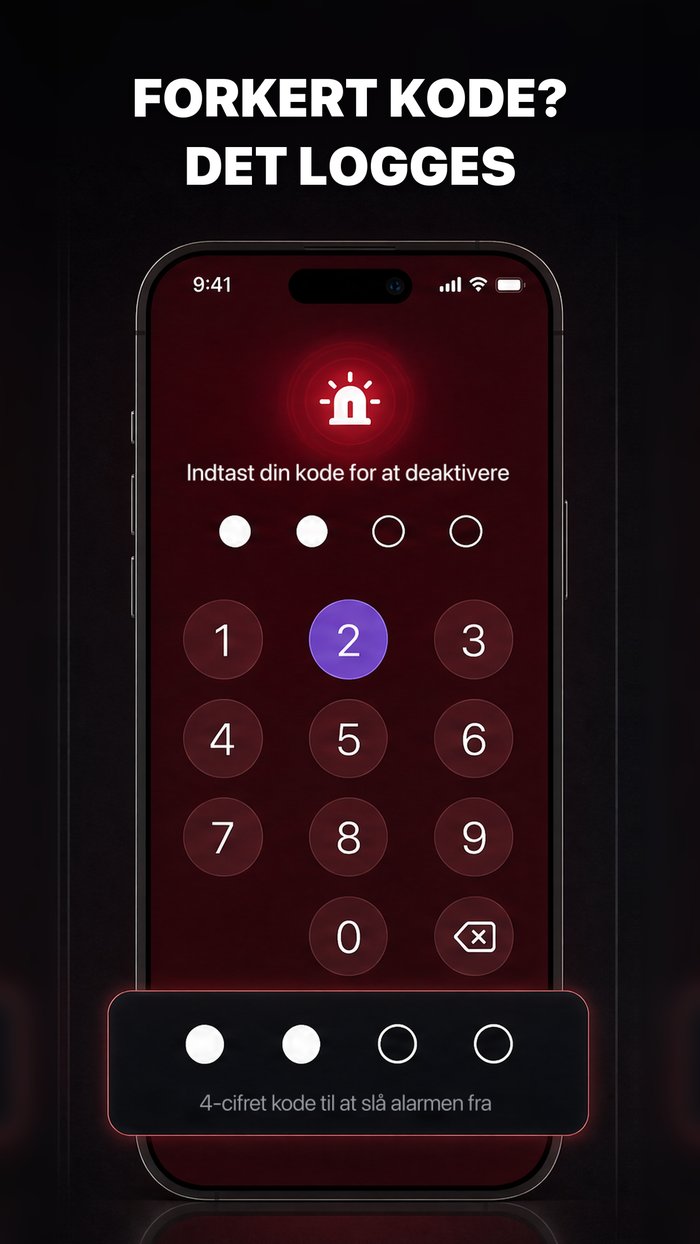 FORKERT KODE?
DET LOGGES
9:41
Indtast din kode for at deaktivere
1 2 3
4 5 6
7 8 9
0
4-cifret kode til at slå alarmen fra